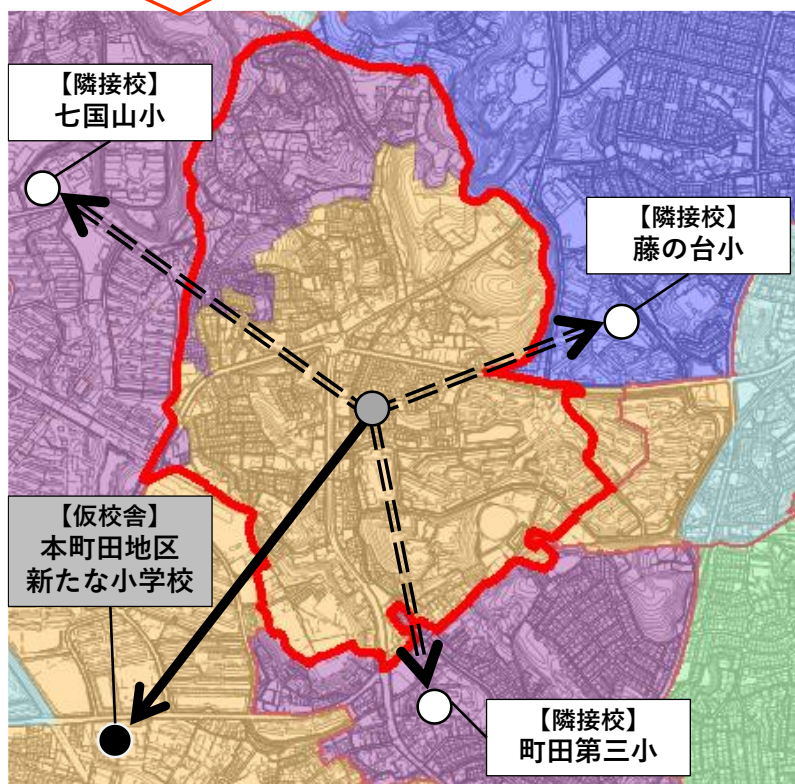 【隣接校】
七国山小
【隣接校】
藤の台小
【仮校舎】
本町田地区
新たな小学校
【隣接校】
町田第三小